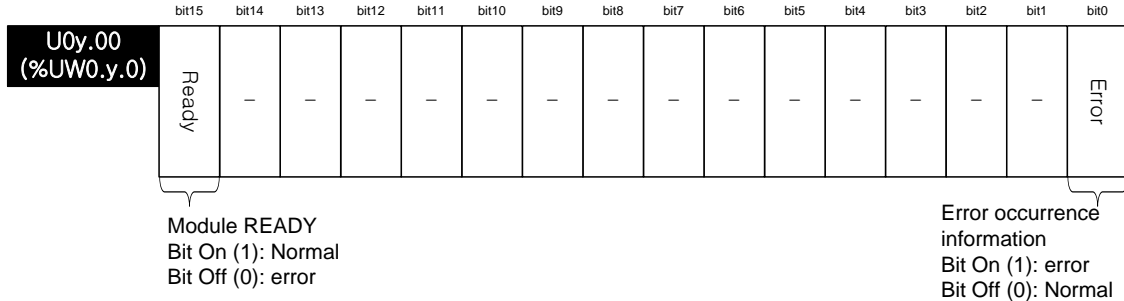 bit15 bit14 bit13 bit12 bit11 bit10 bit9 bit8 bit7 bit6 bit5 bit4 bit3 bit2 bit1 bit0
U0y.00
(%UW0.y.0)
Ready – – – – – – – – – – – – – – Error
Module READY
Bit On (1): Normal
Bit Off (0): error
Error occurrence
information
Bit On (1): error
Bit Off (0): Normal